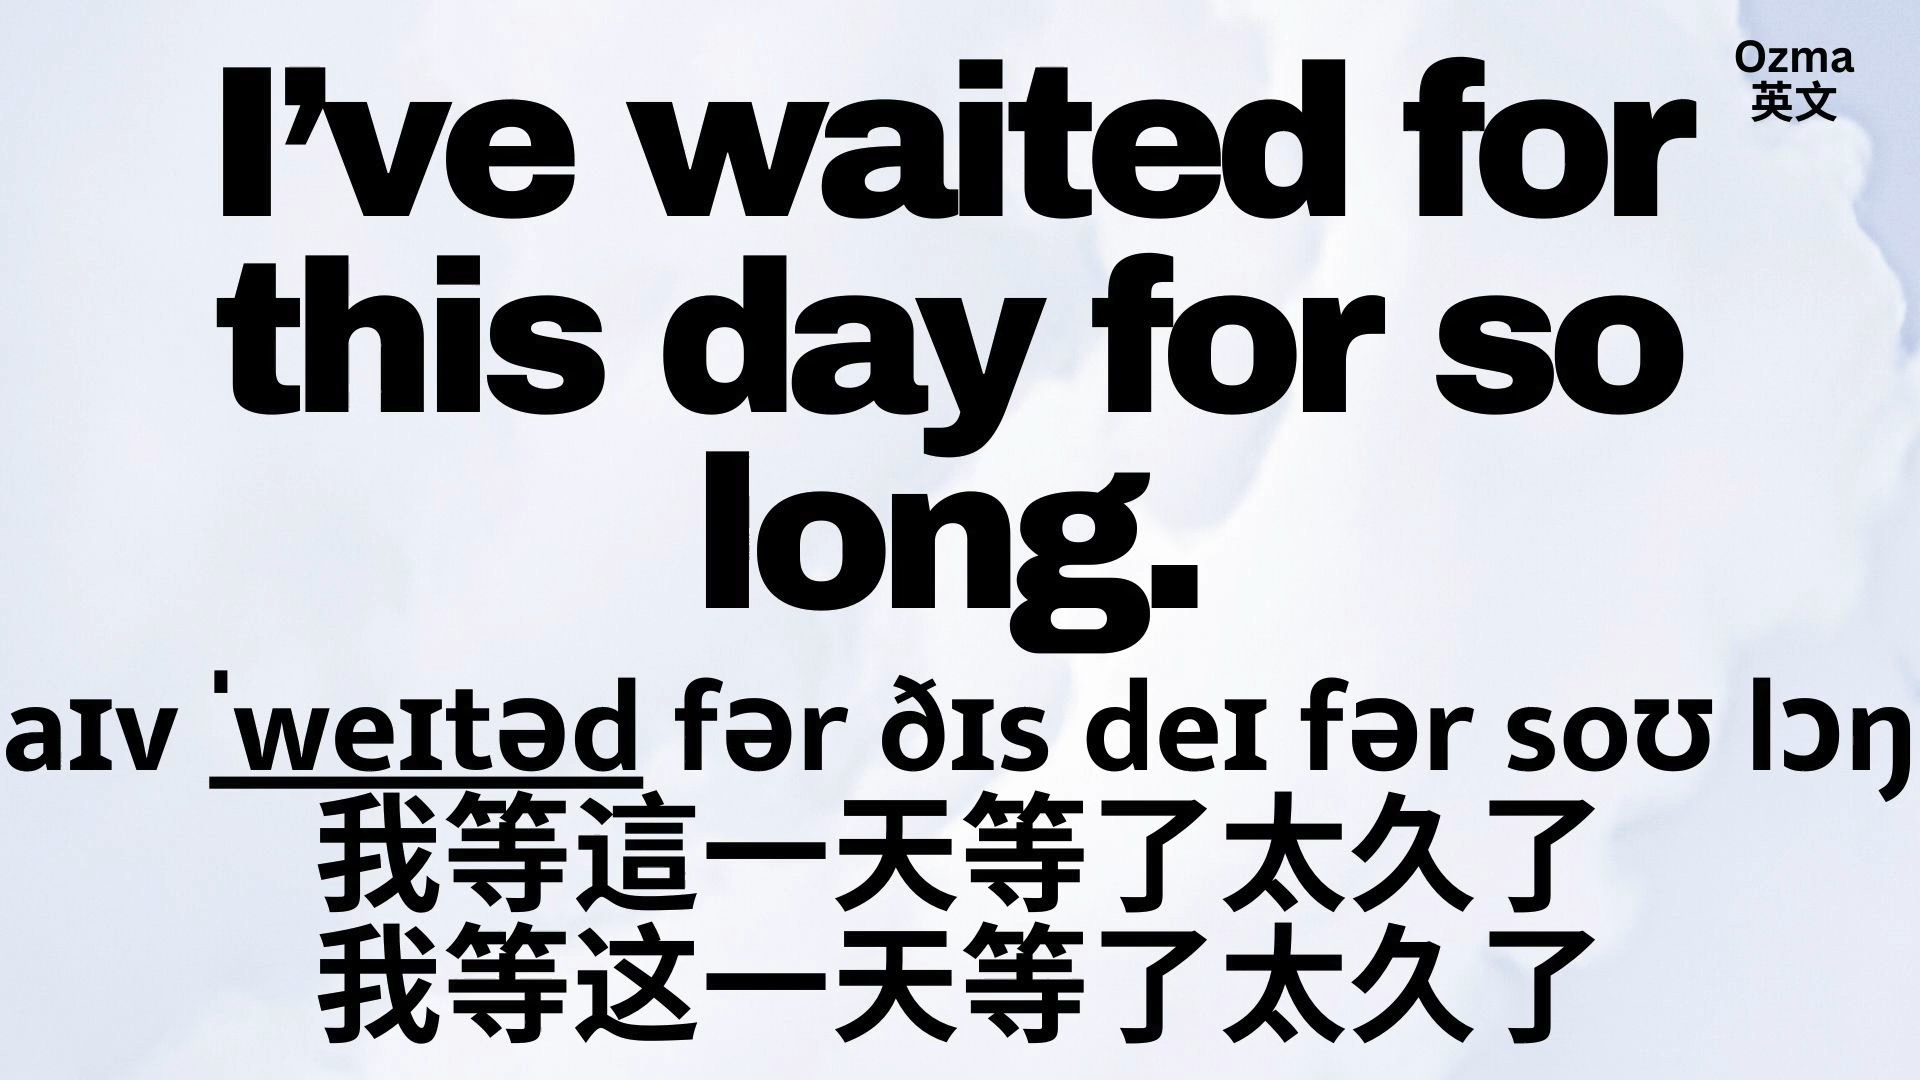 I’ve waited for
this day for so
long.
Ozma
英文
aɪv ˈweɪtəd fər ðɪs deɪ fər soʊ lɔŋ
我等這一天等了太久了
我等这一天等了太久了